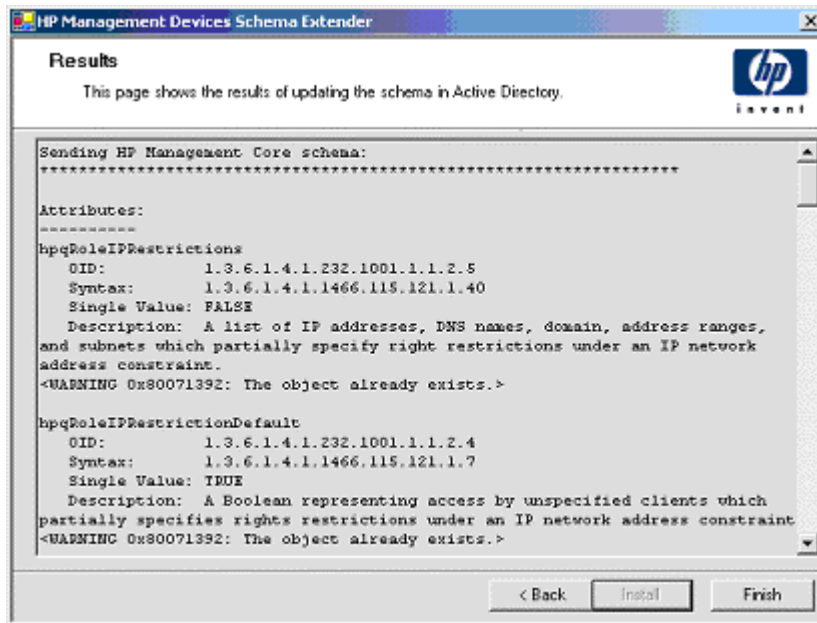 HP Management Devices Schema Extender
Results
This page shows the results of updating the schema in Active Directory.
hp
invent
Sending HP Management Core schema:
******************************************************************
Attributes:
----------
hpqRoleIPRestrictions
OID: 1.3.6.1.4.1.232.1001.1.1.2.5
Syntax: 1.3.6.1.4.1.1466.115.121.1.40
Single Value: FALSE
Description: A list of IP addresses, DNS names, domain, address ranges,
and subnets which partially specify right restrictions under an IP network
address constraint.
<WARNING 0x80071392: The object already exists.>
hpqRoleIPRestrictionDefault
OID: 1.3.6.1.4.1.232.1001.1.1.2.4
Syntax: 1.3.6.1.4.1.1466.115.121.1.7
Single Value: TRUE
Description: A Boolean representing access by unspecified clients which
partially specifies rights restrictions under an IP network address constraint
<WARNING 0x80071392: The object already exists.>
< Back Install Finish